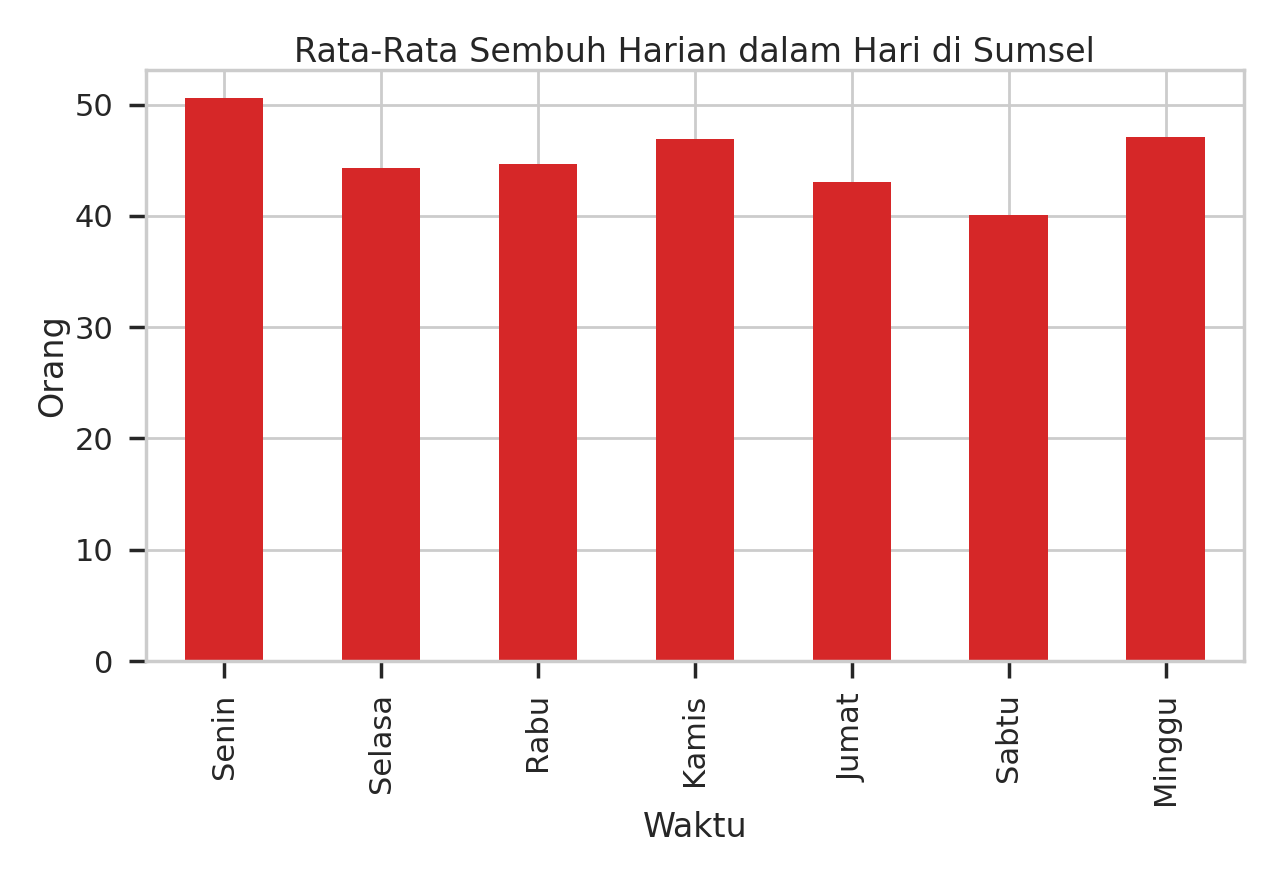 Rata-Rata Sembuh Harian dalam Hari di Sumsel
Orang
50
40
30
20
10
0
Senin
Selasa
Rabu
Kamis
Jumat
Sabtu
Minggu
Waktu